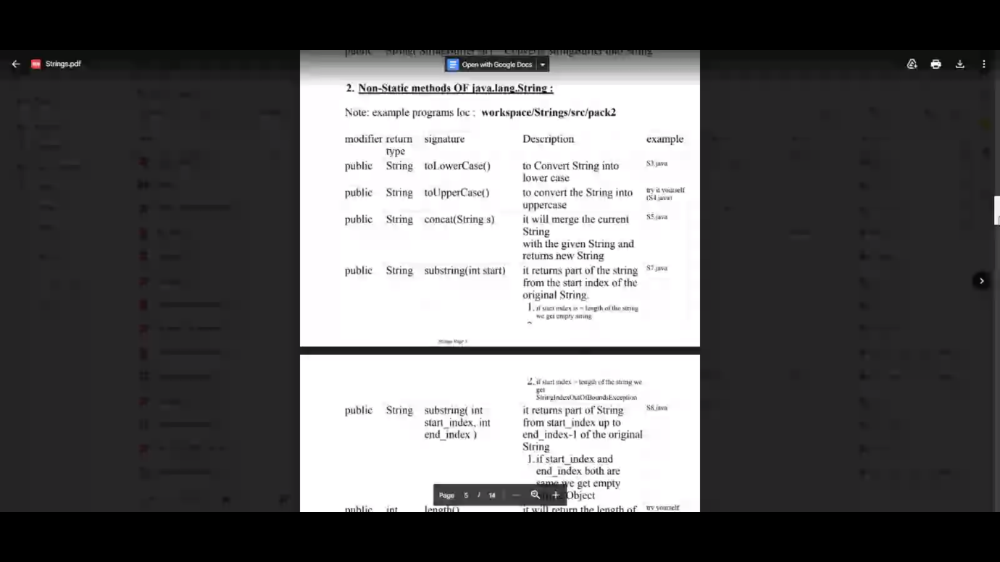 Strings.pdf
Open with Google Docs
2. Non-Static methods OF java.lang.String :
Note: example programs loc : workspace/Strings/src/pack2
modifier return signature Description example
type
public String toLowerCase() to Convert String into S3.java
lower case
public String toUpperCase() to convert the String into try it yourself
uppercase (S4.java)
public String concat(String s) it will merge the current S5.java
String
with the given String and
returns new String
public String substring(int start) it returns part of the string S7.java
from the start index of the
original String.
1. if start index is = length of the string
we get empty string
Strings Page 5
2. if start index > length of the string we
get
StringIndexOutOfBoundsException
public String substring( int it returns part of String S8.java
start_index, int from start_index up to
end_index ) end_index-1 of the original
String
1. if start_index and
end_index both are
same we get empty
Object
Page 5 / 14
public int length() it will return the length of try yourself